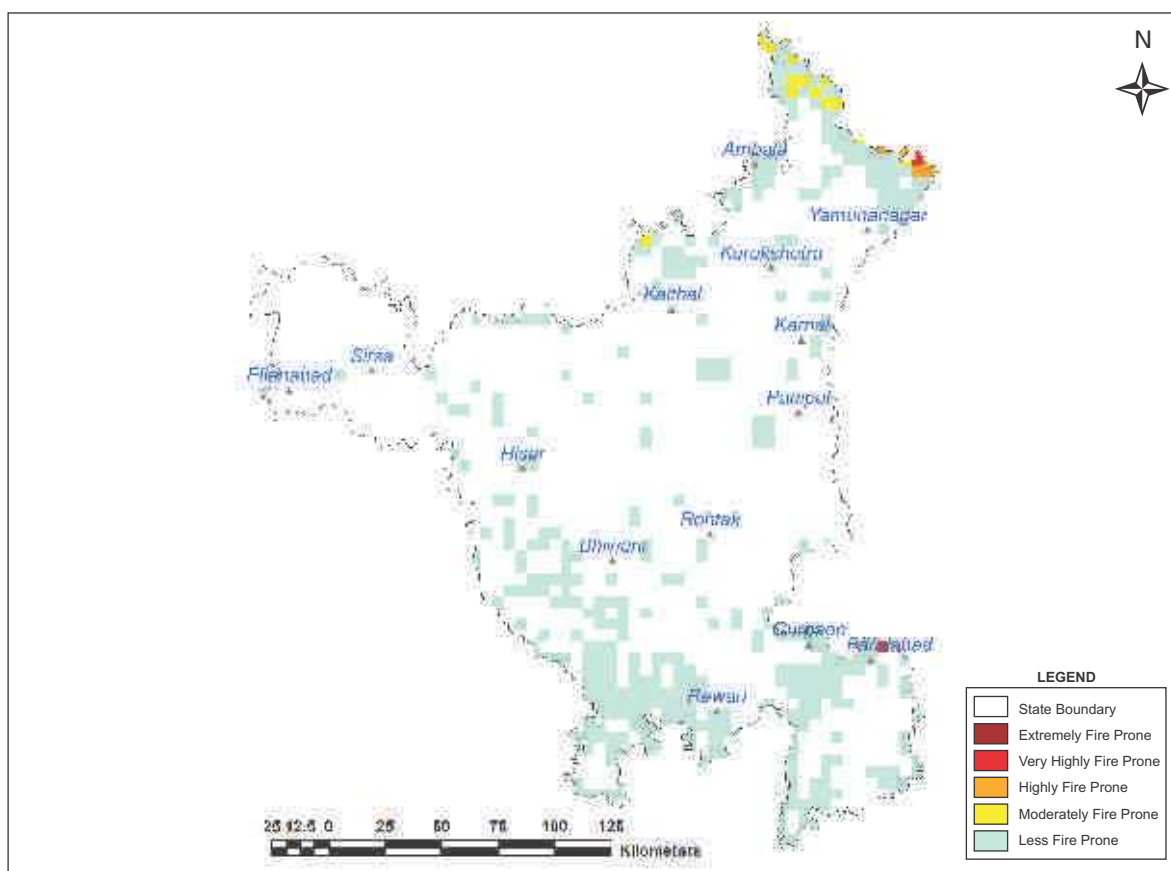 N
Ambala
Yamunanagar
Kurukshetra
Kaithal
Karnal
Sirsa
Ellenabad
Panipat
Hisar
Rohtak
Bhiwani
Gurgaon
Faridabad
Rewari
25 12.5 0 25 50 75 100 125
Kilometers
LEGEND
State Boundary
Extremely Fire Prone
Very Highly Fire Prone
Highly Fire Prone
Moderately Fire Prone
Less Fire Prone